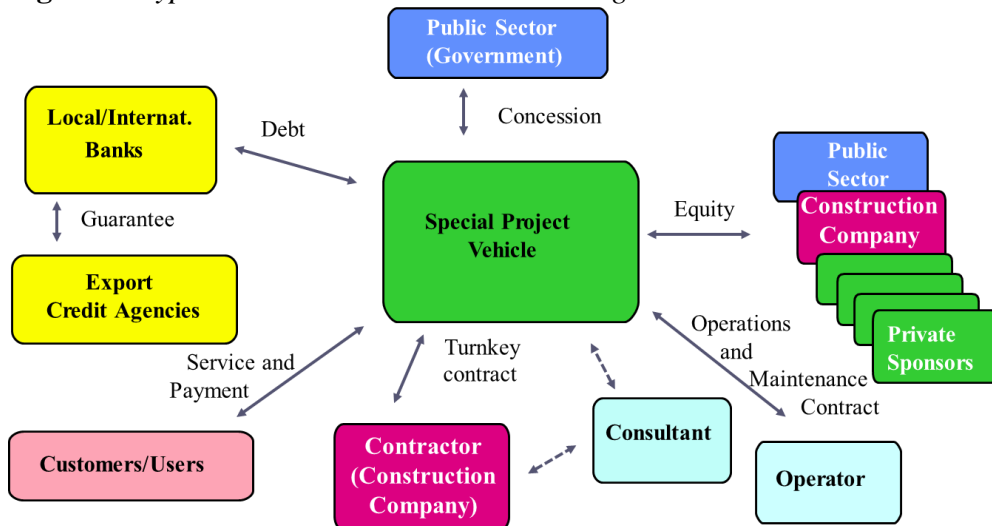 Public Sector
(Government)
Local/Internat.
Banks
Debt
Concession
Public
Sector
Guarantee
Special Project
Vehicle
Equity
Construction
Company
Export
Credit Agencies
Service and
Payment
Turnkey
contract
Operations
and
Maintenance
Contract
Private
Sponsors
Customers/Users
Contractor
(Construction
Company)
Consultant
Operator